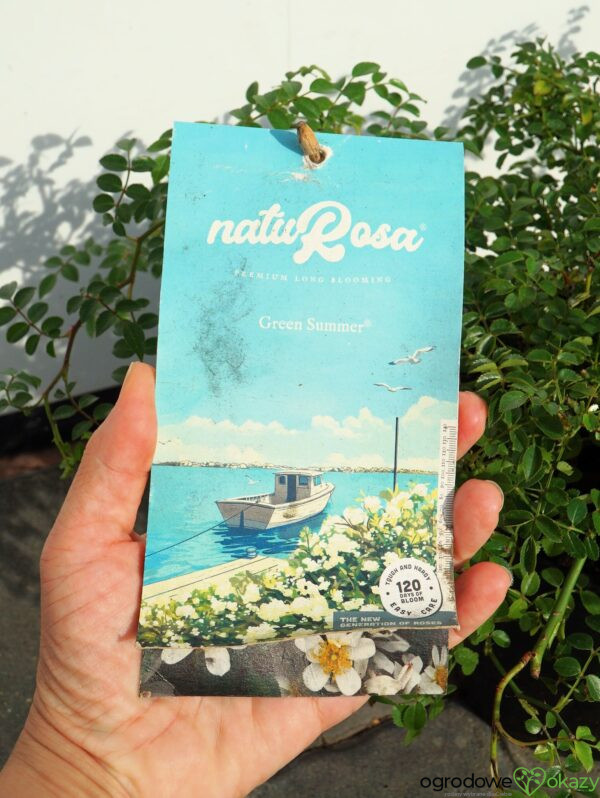 natuRosa®
PREMIUM LONG BLOOMING
Green Summer®
TOUGH AND HARDY
120
DAYS OF
BLOOM
EASY CARE
THE NEW
GENERATION OF ROSES
ogrodowe okazy